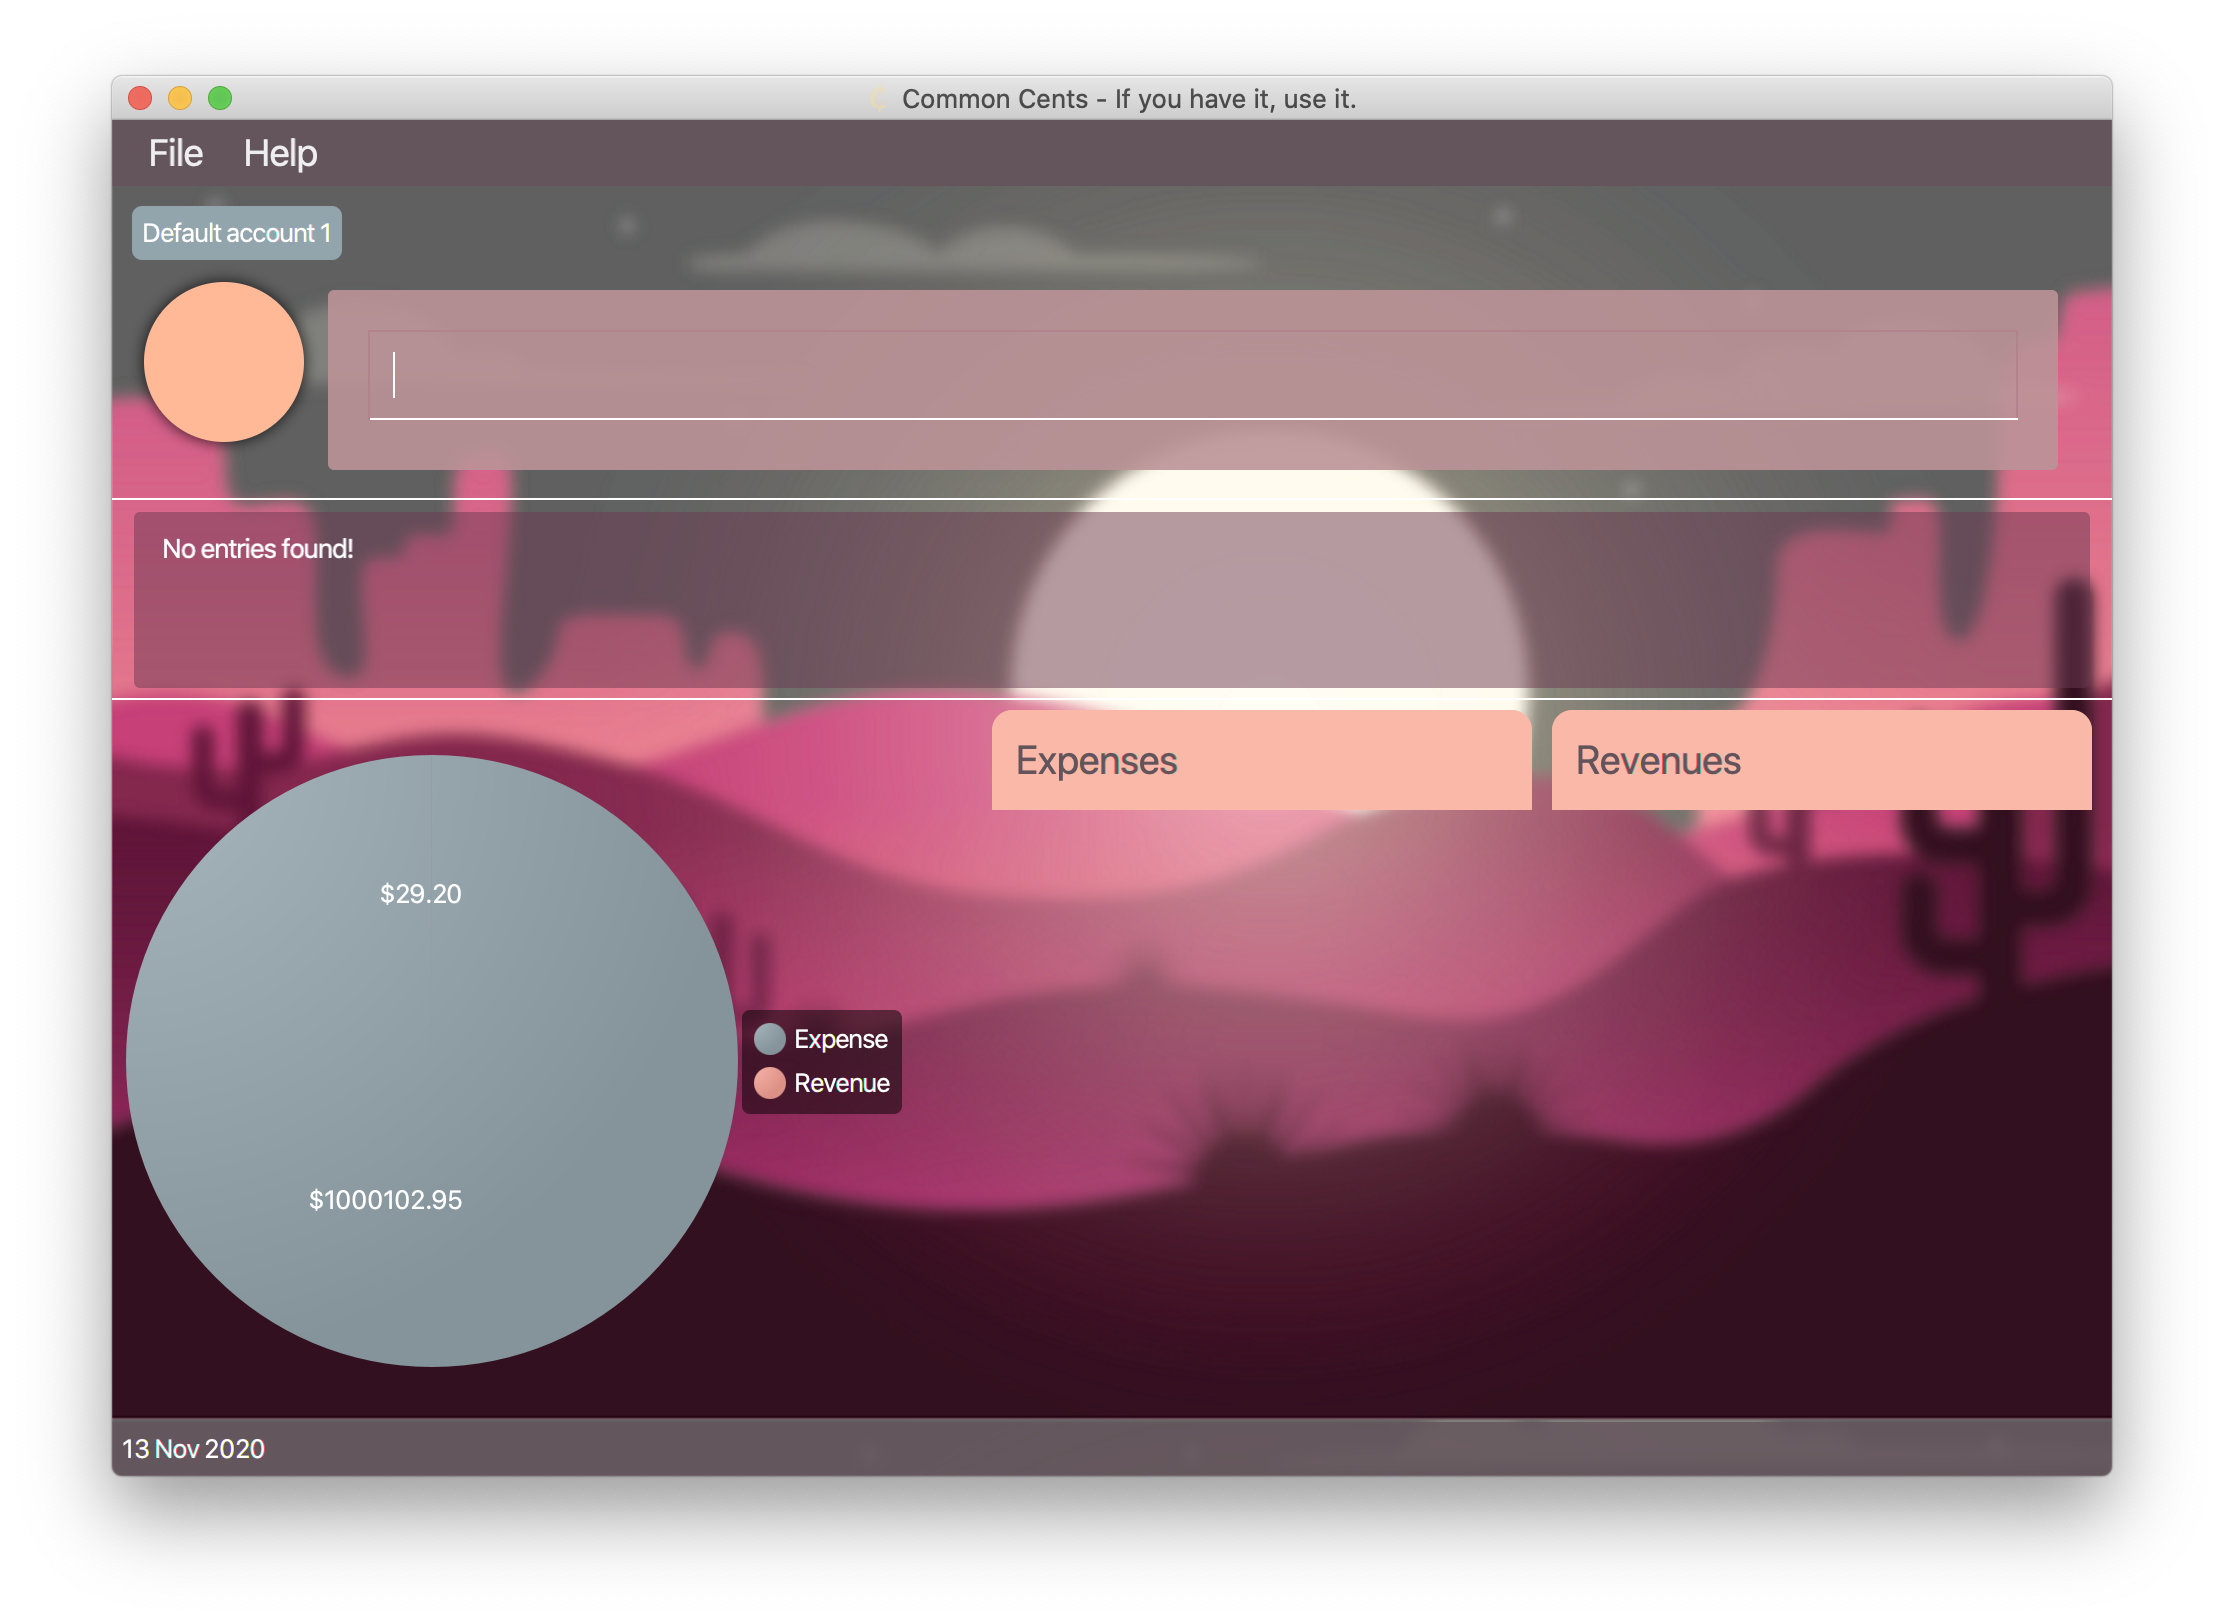 Common Cents - If you have it, use it.
File Help
Default account 1
No entries found!
Expenses
Revenues
$29.20
Expense
Revenue
$1000102.95
13 Nov 2020